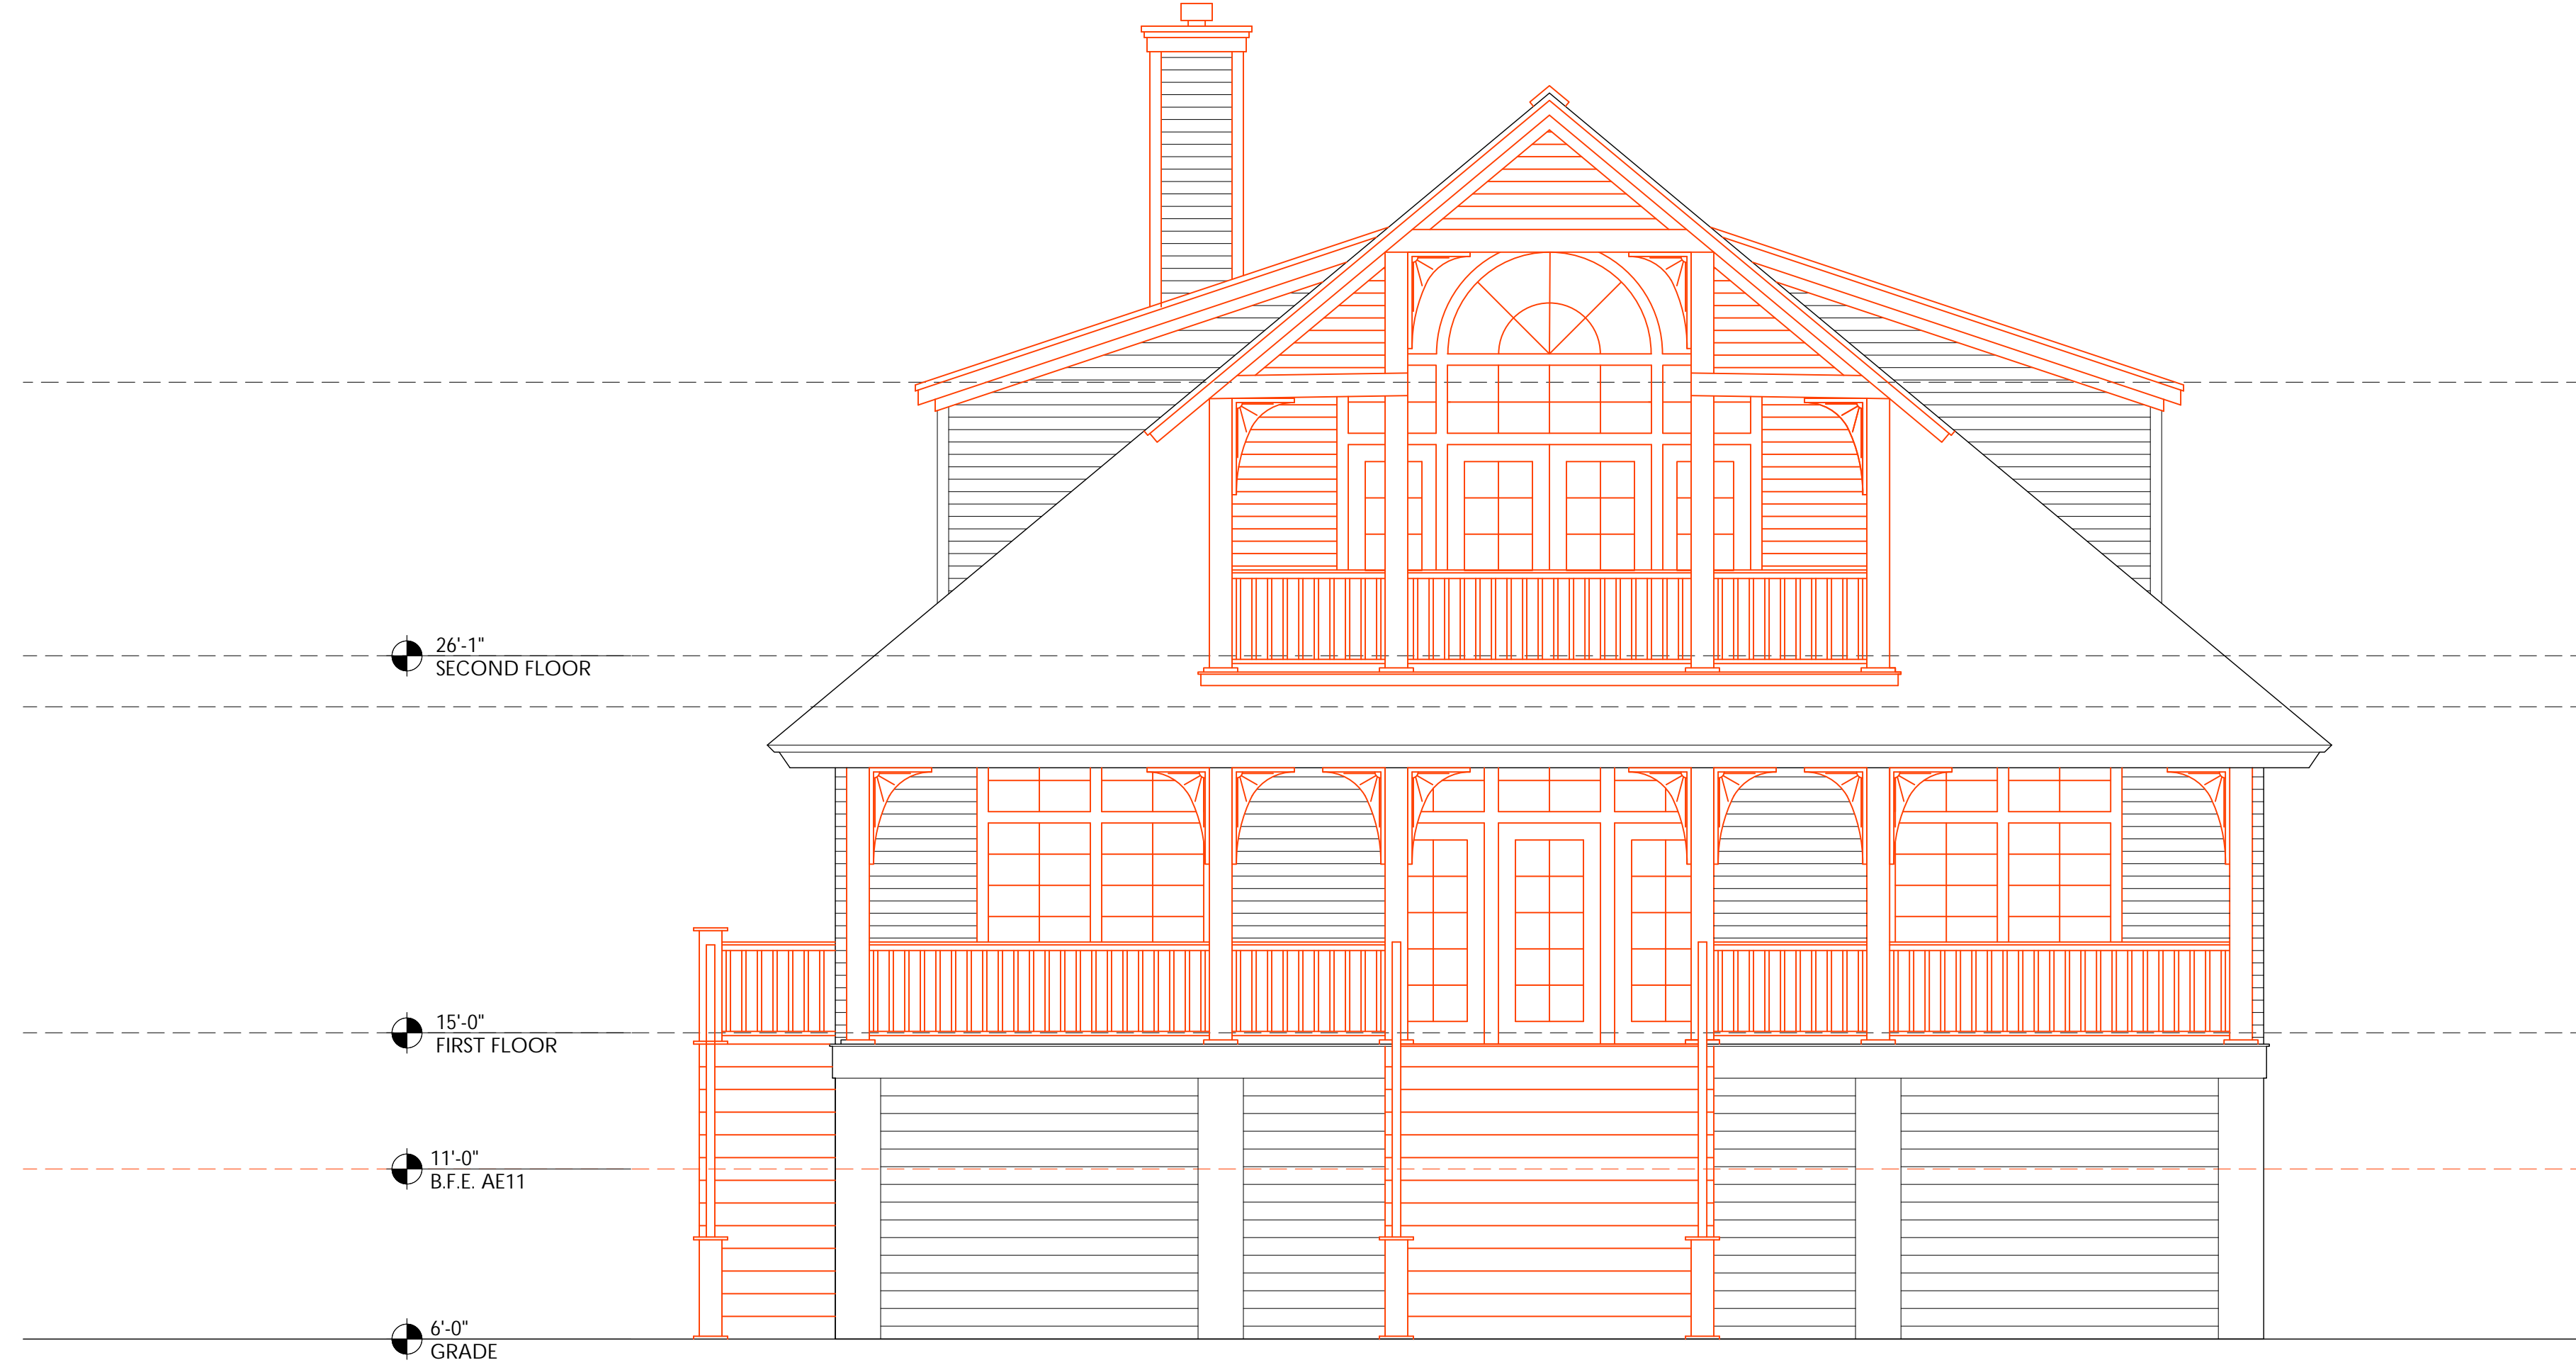 26'-1"
SECOND FLOOR
15'-0"
FIRST FLOOR
11'-0"
B.F.E. AE11
6'-0"
GRADE